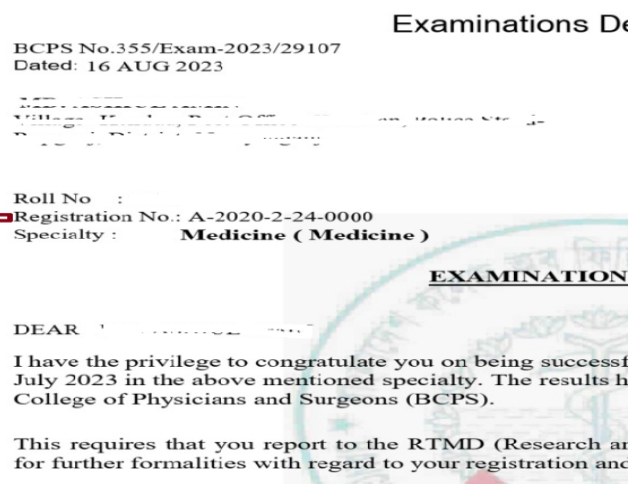 Examinations De
BCPS No.355/Exam-2023/29107
Dated: 16 AUG 2023
Roll No :
Registration No.: A-2020-2-24-0000
Specialty : Medicine ( Medicine )
EXAMINATION
DEAR
I have the privilege to congratulate you on being successf
July 2023 in the above mentioned specialty. The results h
College of Physicians and Surgeons (BCPS).
This requires that you report to the RTMD (Research an
for further formalities with regard to your registration and